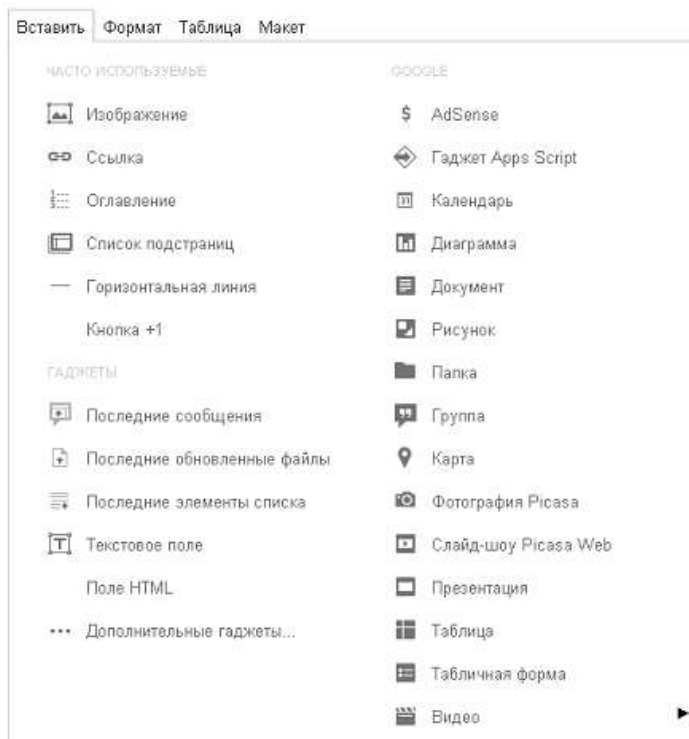 Вставить Формат Таблица Макет
ЧАСТО ИСПОЛЬЗУЕМЫЕ
Изображение
Ссылка
Оглавление
Список подстраниц
Горизонтальная линия
Кнопка +1
ГАДЖЕТЫ
Последние сообщения
Последние обновленные файлы
Последние элементы списка
Текстовое поле
Поле HTML
Дополнительные гаджеты...
GOOGLE
AdSense
Гаджет Apps Script
Календарь
Диаграмма
Документ
Рисунок
Папка
Группа
Карта
Фотография Picasa
Слайд-шоу Picasa Web
Презентация
Таблица
Табличная форма
Видео